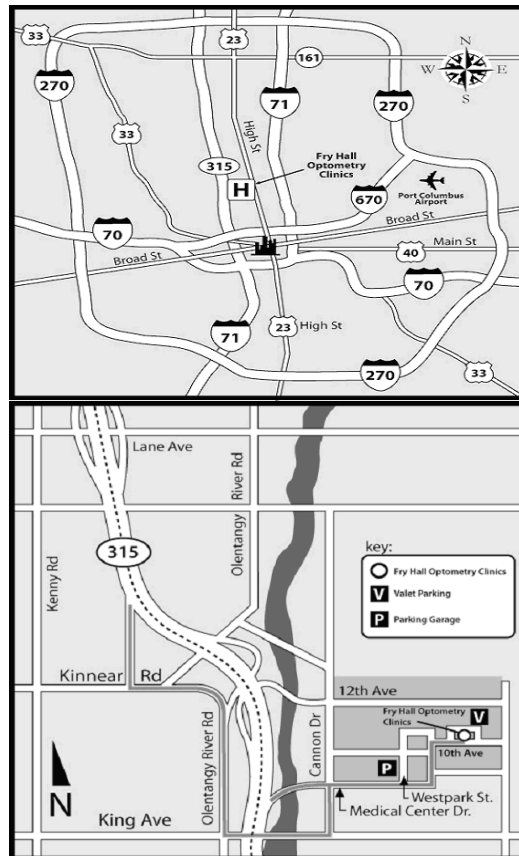 33
23
161
N
W
E
S
270
71
270
33
High St
315
Fry Hall
Optometry
Clinics
H
Port Columbus
Airport
670
Broad St
70
Main St
Broad St
40
70
71
23
High St
270
33
Lane Ave
River Rd
Olentangy
Kenny Rd
315
key:
Fry Hall Optometry Clinics
V Valet Parking
P Parking Garage
Kinnear Rd
12th Ave
Fry Hall Optometry
Clinics
V
Cannon Dr
Olentangy River Rd
10th Ave
P
Westpark St.
Medical Center Dr.
N
King Ave